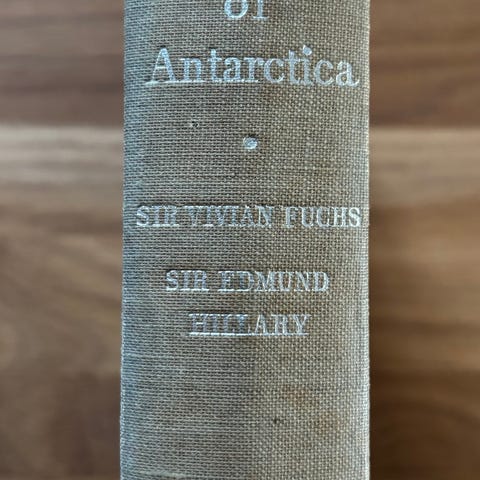 of
Antarctica
SIR VIVIAN FUCHS
SIR EDMUND
HILLARY